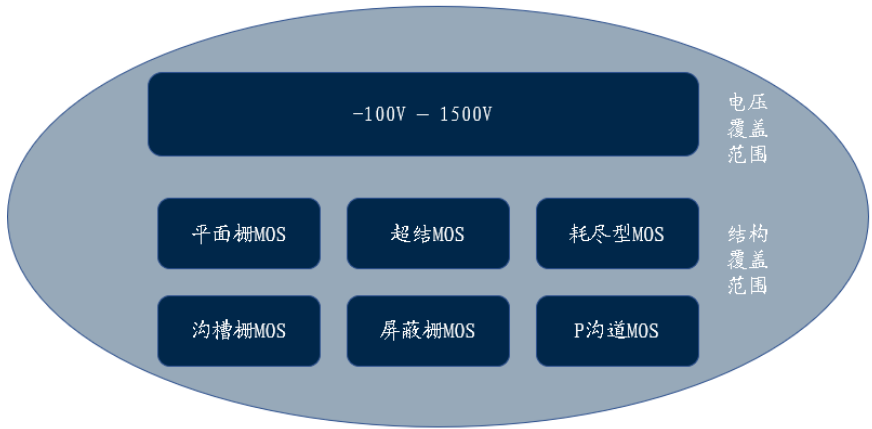 -100V — 1500V
电压
覆盖
范围
平面栅MOS
超结MOS
耗尽型MOS
结构
覆盖
范围
沟槽栅MOS
屏蔽栅MOS
P沟道MOS